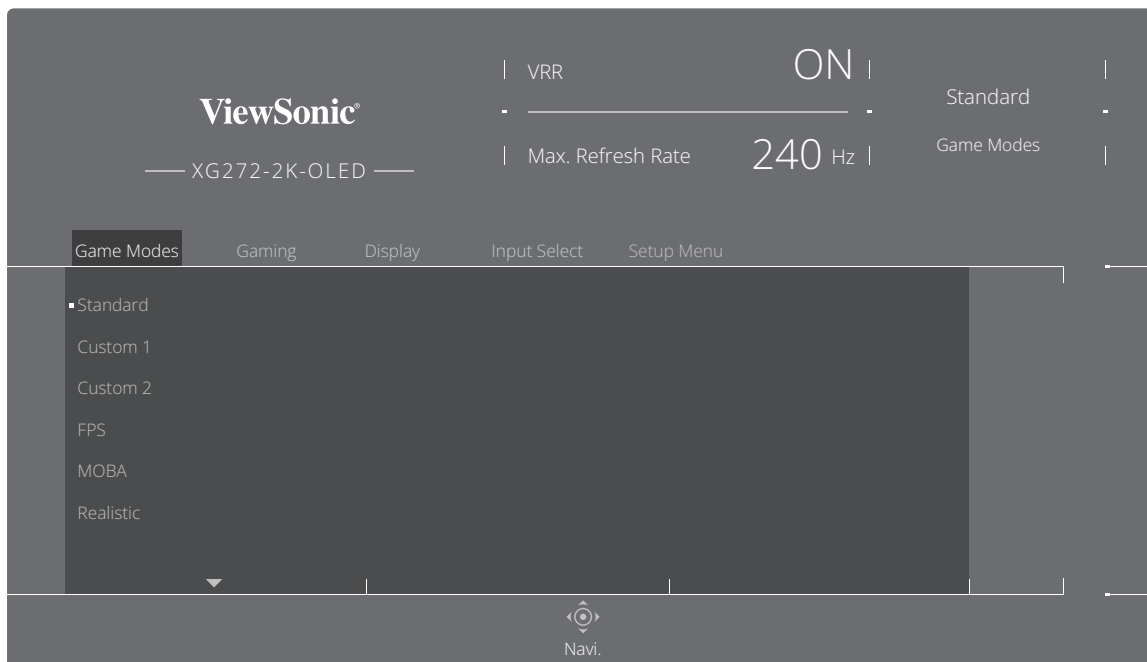 ViewSonic®
XG272-2K-OLED
VRR ON
Max. Refresh Rate 240 Hz
Standard
Game Modes
Game Modes Gaming Display Input Select Setup Menu
Standard
Custom 1
Custom 2
FPS
MOBA
Realistic
Navi.